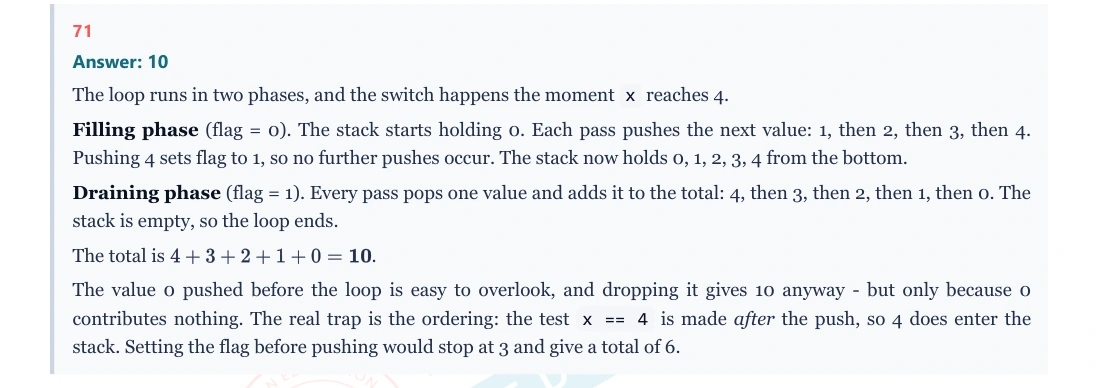 71
Answer: 10
The loop runs in two phases, and the switch happens the moment x reaches 4.
Filling phase (flag = 0). The stack starts holding 0. Each pass pushes the next value: 1, then 2, then 3, then 4.
Pushing 4 sets flag to 1, so no further pushes occur. The stack now holds 0, 1, 2, 3, 4 from the bottom.
Draining phase (flag = 1). Every pass pops one value and adds it to the total: 4, then 3, then 2, then 1, then 0. The
stack is empty, so the loop ends.
The total is 4 + 3 + 2 + 1 + 0 = 10.
The value 0 pushed before the loop is easy to overlook, and dropping it gives 10 anyway - but only because 0
contributes nothing. The real trap is the ordering: the test x == 4 is made after the push, so 4 does enter the
stack. Setting the flag before pushing would stop at 3 and give a total of 6.